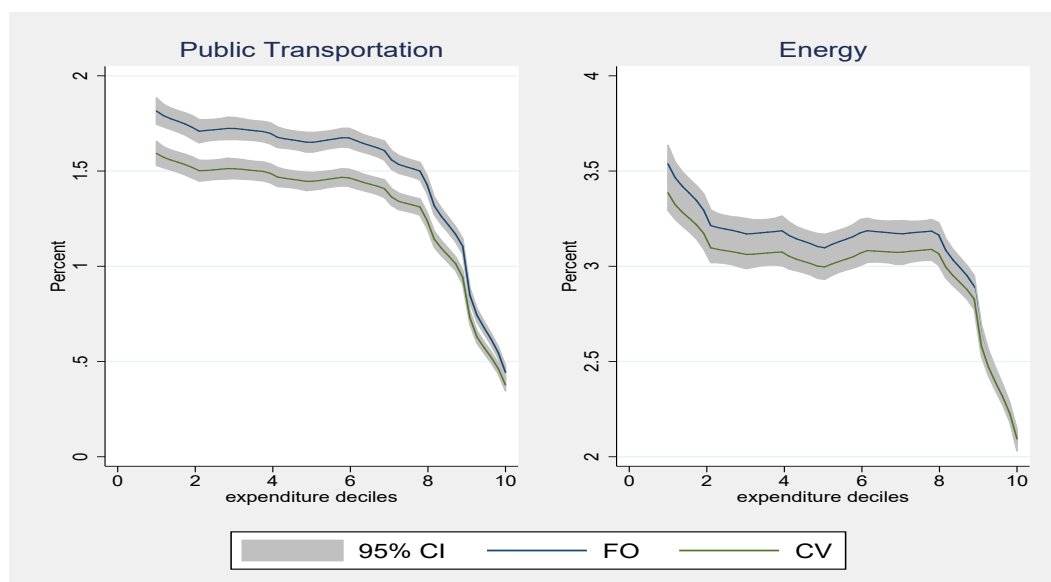 Public Transportation
Percent
2
1.5
1
.5
0
0 2 4 6 8 10
expenditure deciles
Energy
Percent
4
3.5
3
2.5
2
0 2 4 6 8 10
expenditure deciles
95% CI FO CV